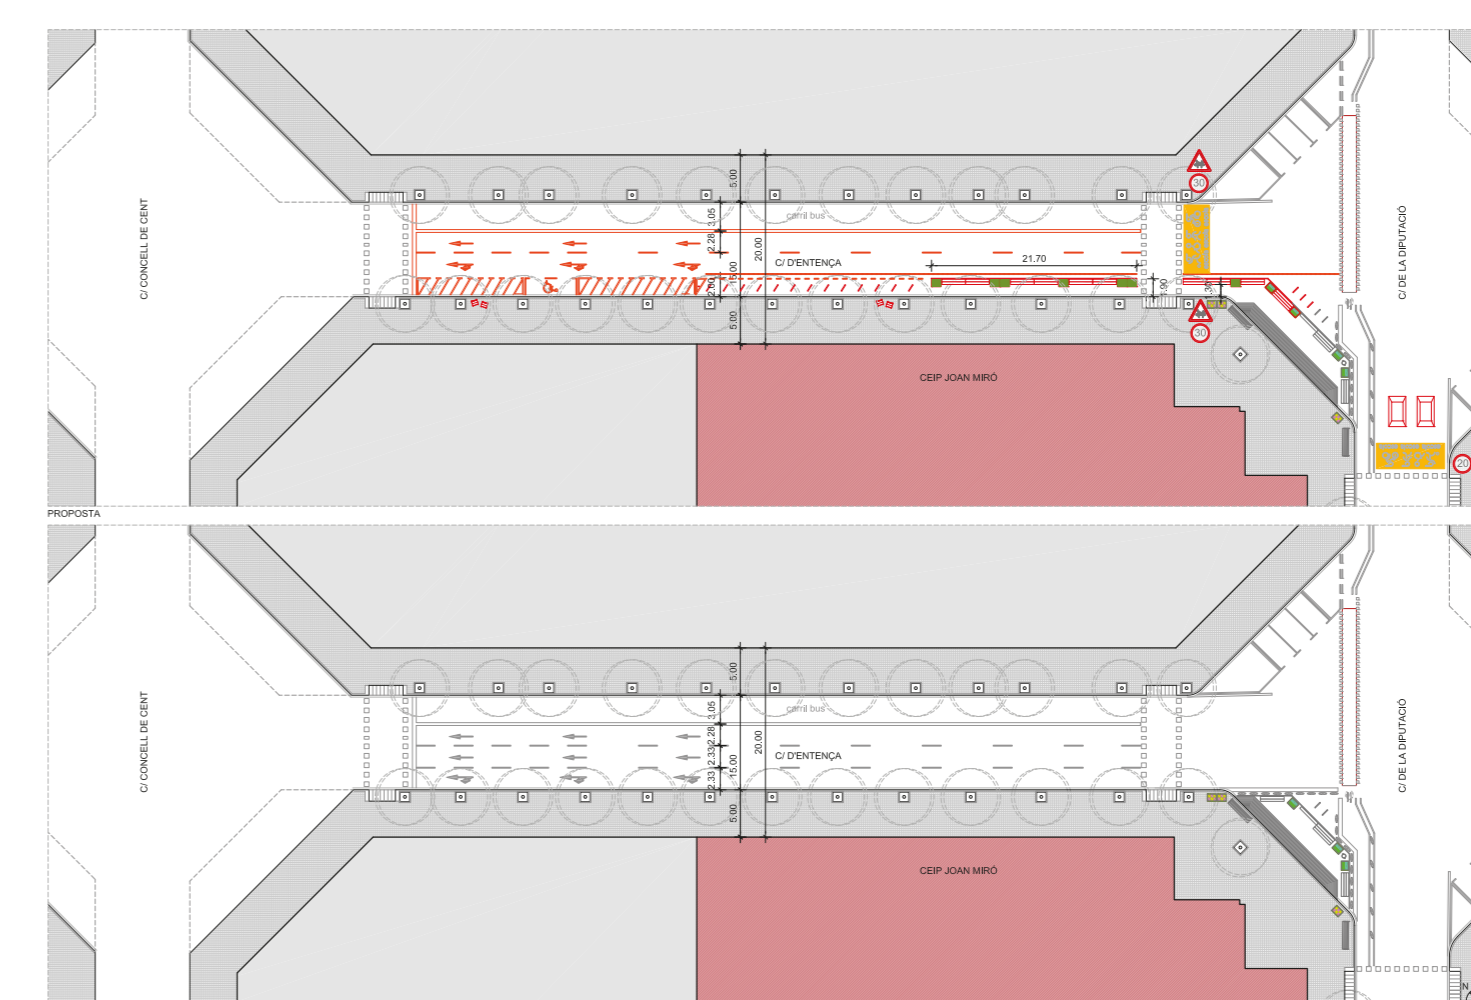 30
5.00
C/ CONCELL DE CENT
3.05
carril bus
C/ DE LA DIPUTACIÓ
2.28
20.00
C/ D'ENTENÇA
15.00
21.70
1.90
5.00
30
CEIP JOAN MIRÓ
20
PROPOSTA
5.00
C/ CONCELL DE CENT
3.05
carril bus
C/ DE LA DIPUTACIÓ
2.28
20.00
C/ D'ENTENÇA
2.33
15.00
2.33
5.00
CEIP JOAN MIRÓ
N